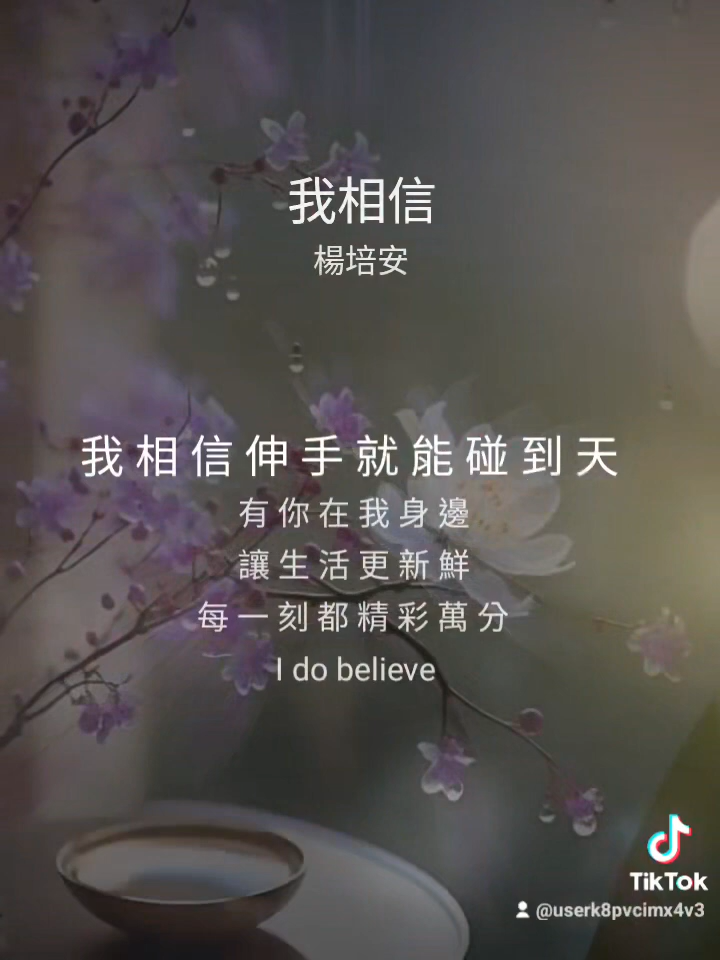 我相信
楊培安
我相信伸手就能碰到天
有你在我身邊
讓生活更新鮮
每一刻都精彩萬分
I do believe
TikTok
@userk8pvcimx4v3